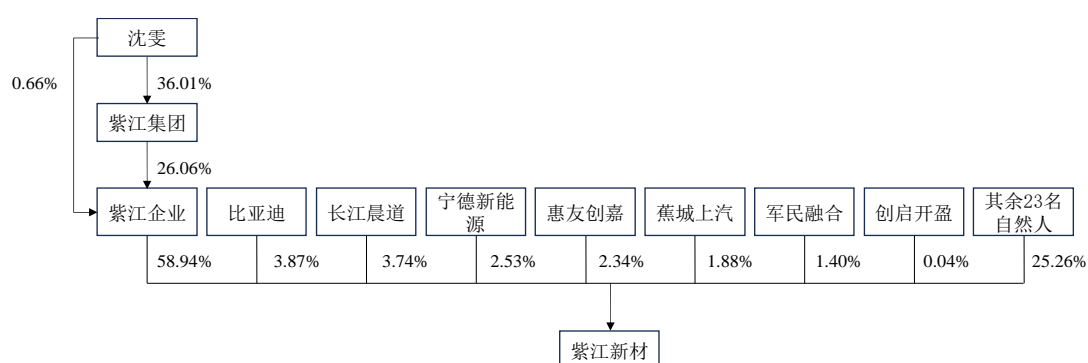 沈雯
0.66%
36.01%
紫江集团
26.06%
紫江企业
比亚迪
长江晨道
宁德新能
源
惠友创嘉
蕉城上汽
军民融合
创启开盈
其余23名
自然人
58.94%
3.87%
3.74%
2.53%
2.34%
1.88%
1.40%
0.04%
25.26%
紫江新材